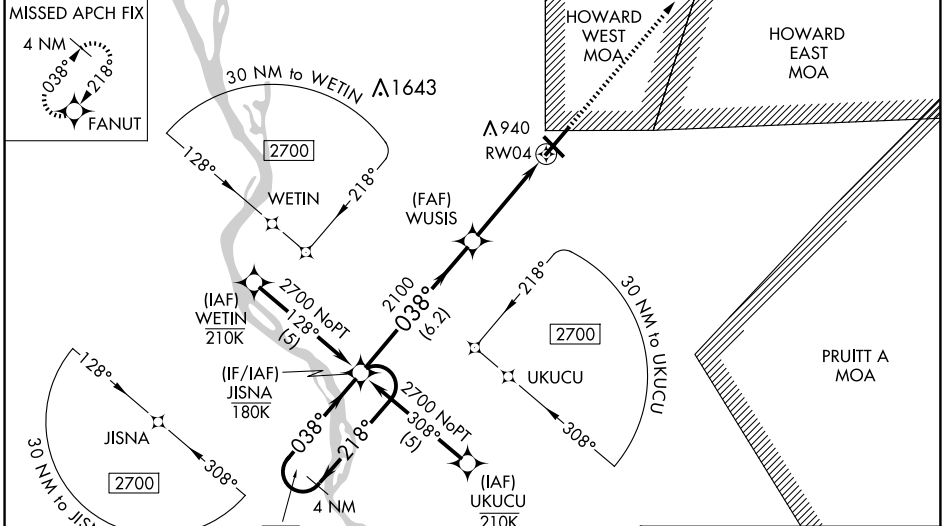 MISSED APCH FIX
4 NM
038°
218°
FANUT
30 NM to WETIN
1643
2700
128°
218°
WETIN
HOWARD
WEST
MOA
HOWARD
EAST
MOA
940
RW04
(FAF)
WUSIS
(IAF)
WETIN
210K
2700 NoPT
128°
(5)
2100
038°
(6.2)
218°
30 NM to UKUCU
2700
UKUCU
308°
PRUITT A
MOA
(IF/IAF)
JISNA
180K
2700 NoPT
308°
(5)
038°
218°
4 NM
(IAF)
UKUCU
210K
128°
JISNA
308°
2700
30 NM to JISN